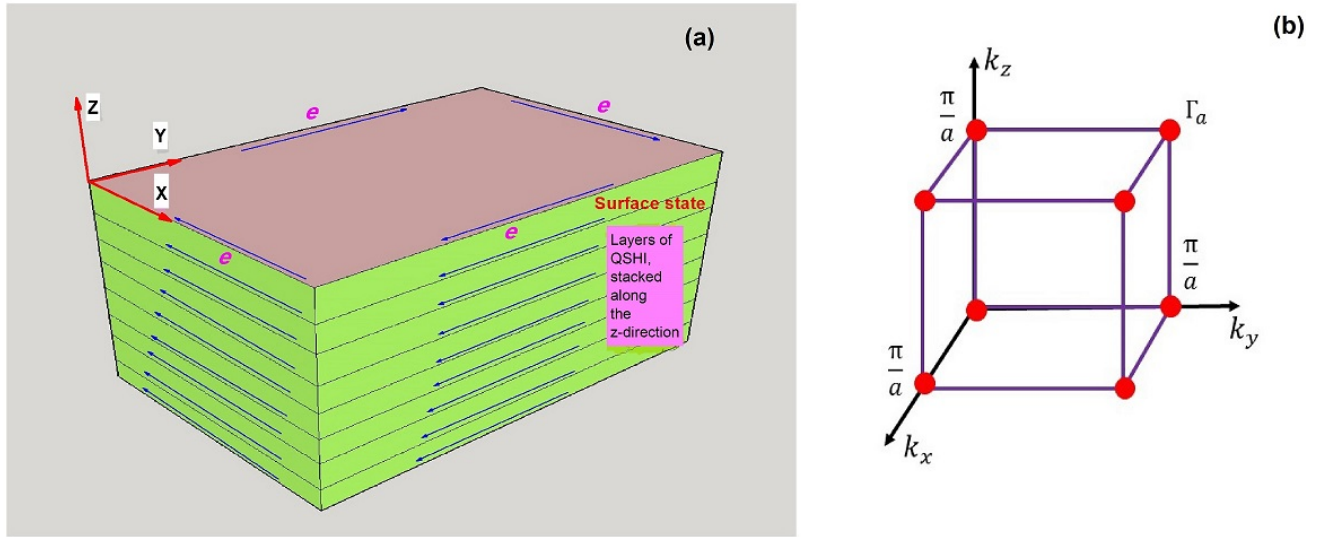 (a)
Z
Y
X
e
e
e
e
Surface state
Layers of
QSHI,
stacked
along
the
z-direction
(b)
k_z
π/a
Γ_a
π/a
k_y
π/a
k_x